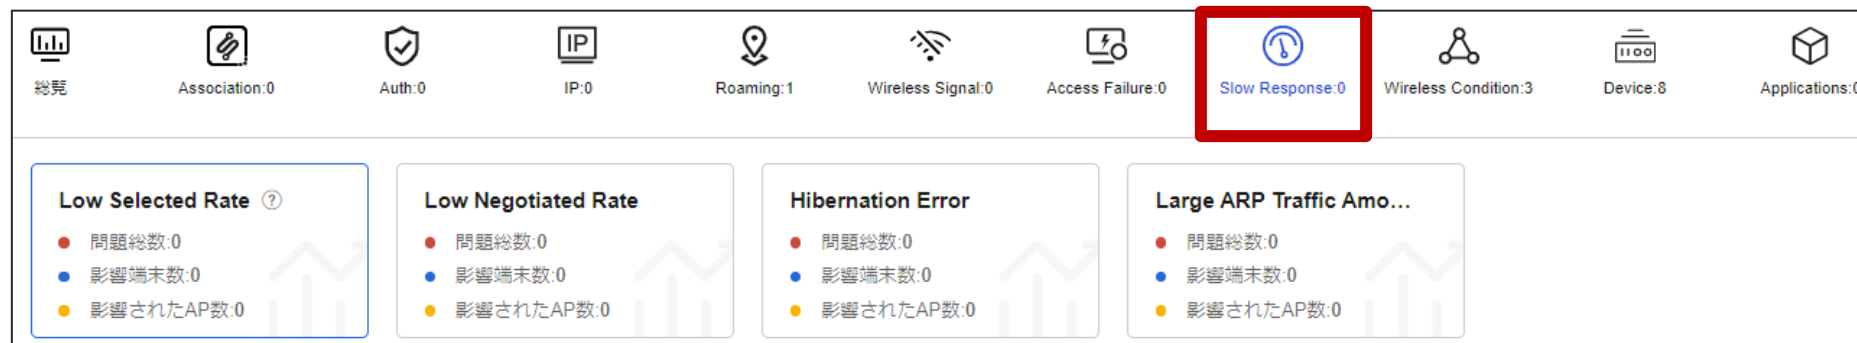 IP
1100
総覧
Association:0
Auth:0
IP:0
Roaming:1
Wireless Signal:0
Access Failure:0
Slow Response:0
Wireless Condition:3
Device:8
Applications:0
Low Selected Rate ?
問題総数:0
影響端末数:0
影響されたAP数:0
Low Negotiated Rate
問題総数:0
影響端末数:0
影響されたAP数:0
Hibernation Error
問題総数:0
影響端末数:0
影響されたAP数:0
Large ARP Traffic Amo...
問題総数:0
影響端末数:0
影響されたAP数:0